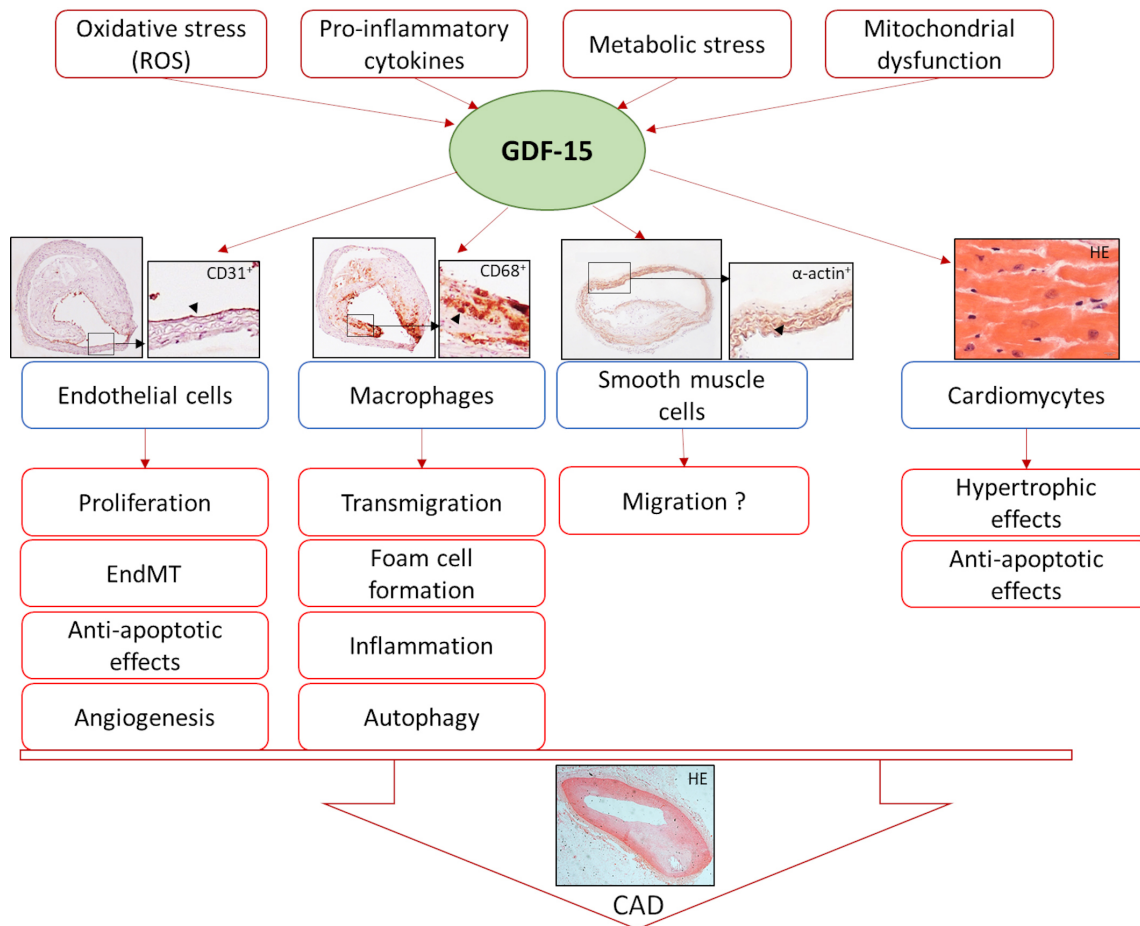 Oxidative stress
(ROS)
Pro-inflammatory
cytokines
Metabolic stress
Mitochondrial
dysfunction
GDF-15
CD31⁺
CD68⁺
α-actin⁺
HE
Endothelial cells
Macrophages
Smooth muscle
cells
Cardiomycytes
Proliferation
EndMT
Anti-apoptotic
effects
Angiogenesis
Transmigration
Foam cell
formation
Inflammation
Autophagy
Migration ?
Hypertrophic
effects
Anti-apoptotic
effects
HE
CAD